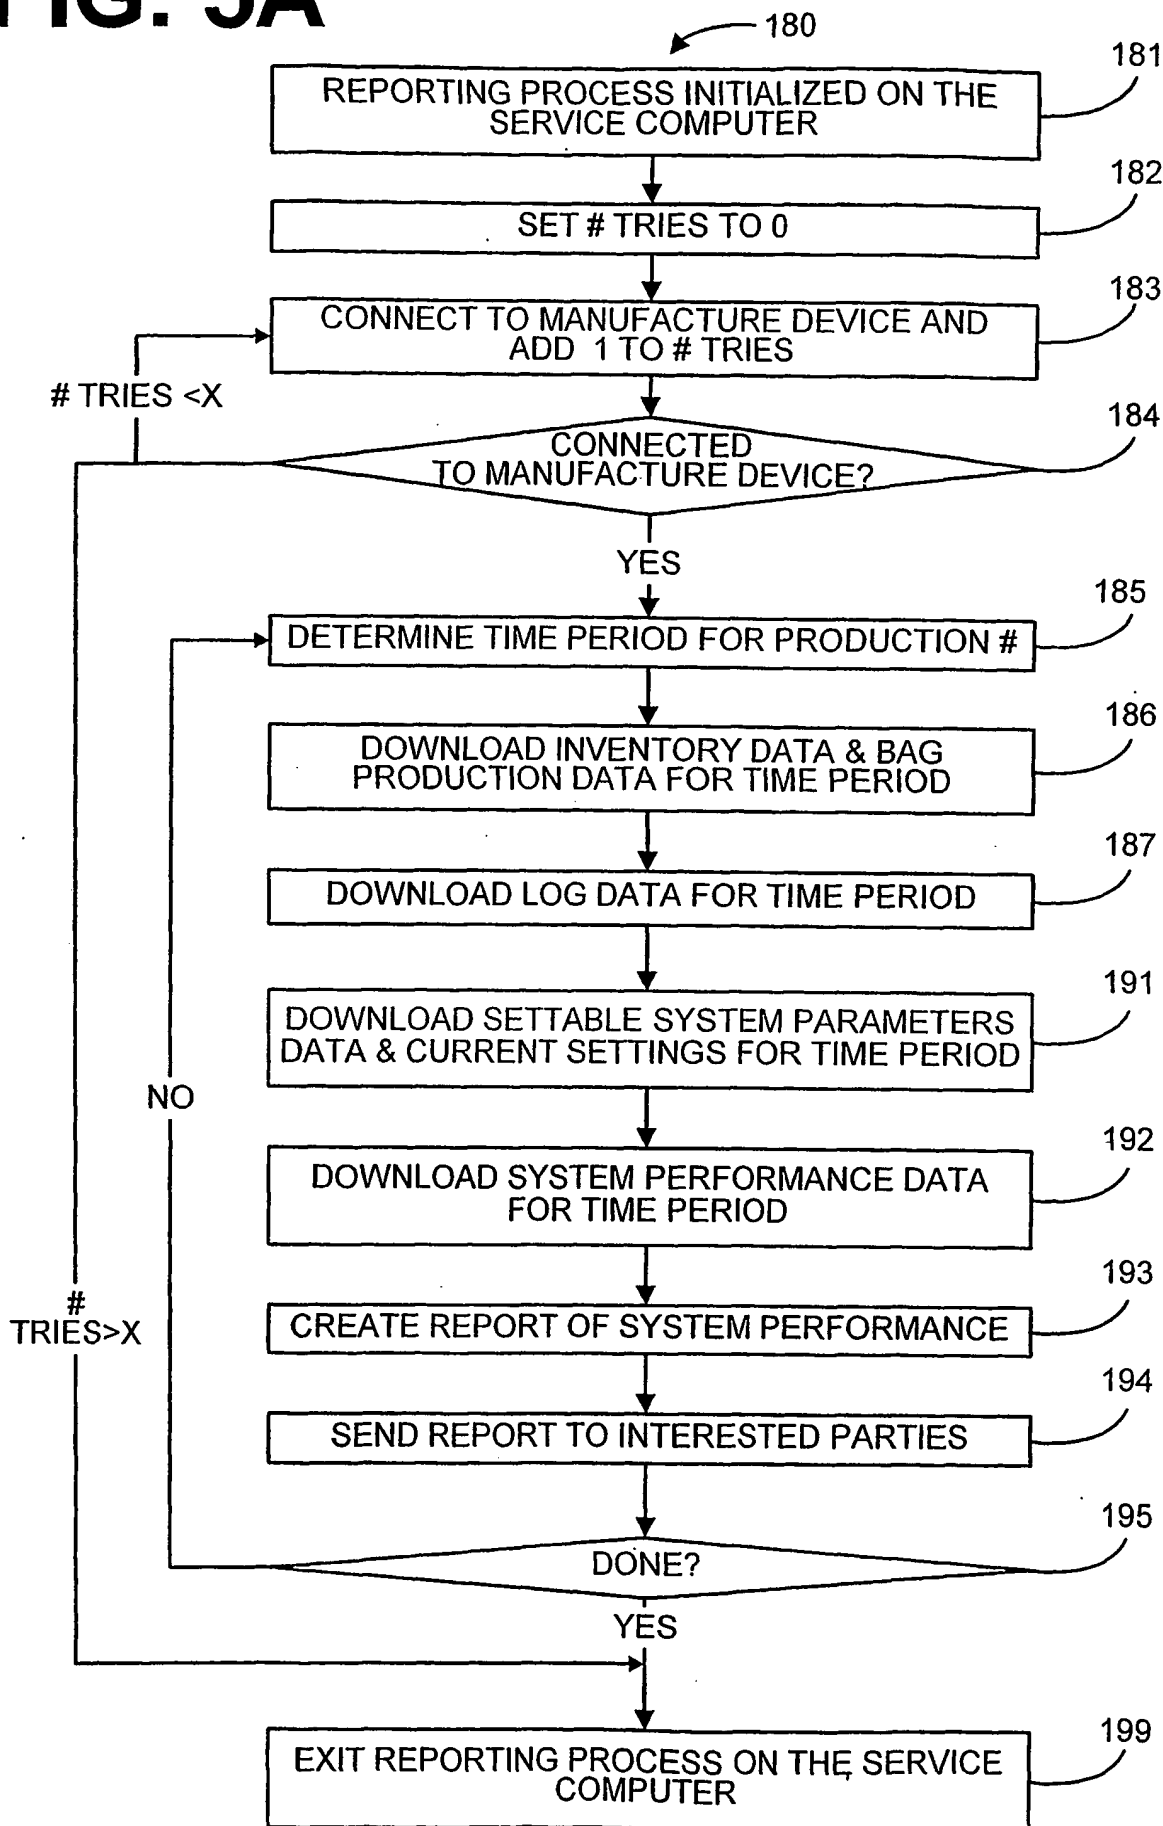 FIG. 5A
180
181
REPORTING PROCESS INITIALIZED ON THE
SERVICE COMPUTER
182
SET # TRIES TO 0
183
CONNECT TO MANUFACTURE DEVICE AND
ADD 1 TO # TRIES
# TRIES <X
184
CONNECTED
TO MANUFACTURE DEVICE?
YES
185
DETERMINE TIME PERIOD FOR PRODUCTION #
186
DOWNLOAD INVENTORY DATA & BAG
PRODUCTION DATA FOR TIME PERIOD
187
DOWNLOAD LOG DATA FOR TIME PERIOD
191
DOWNLOAD SETTABLE SYSTEM PARAMETERS
DATA & CURRENT SETTINGS FOR TIME PERIOD
NO
192
DOWNLOAD SYSTEM PERFORMANCE DATA
FOR TIME PERIOD
193
#
TRIES>X
CREATE REPORT OF SYSTEM PERFORMANCE
194
SEND REPORT TO INTERESTED PARTIES
195
DONE?
YES
199
EXIT REPORTING PROCESS ON THE SERVICE
COMPUTER